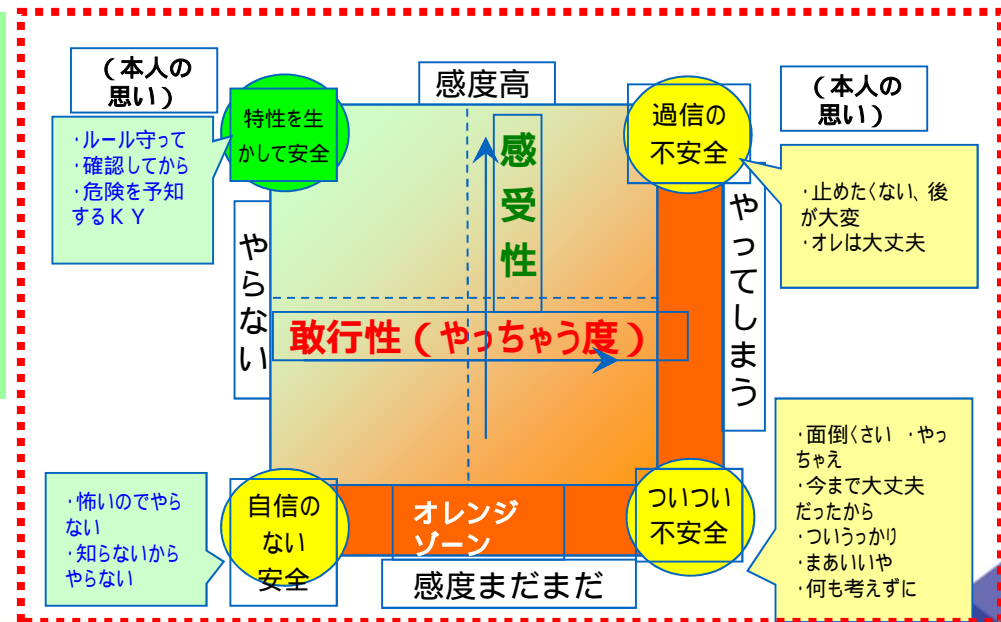 （本人の
思い）
・ルール守って
・確認してから
・危険を予知
するＫＹ
特性を生
かして安全
感度高
過信の
不安全
（本人の
思い）
・止めたくない、後
が大変
・オレは大丈夫
感受性
やらない
やってしまう
敢行性（やっちゃう度）
・怖いのでやら
ない
・知らないから
やらない
自信の
ない
安全
オレンジ
ゾーン
感度まだまだ
ついつい
不安全
・面倒くさい ・やっ
ちゃえ
・今まで大丈夫
だったから
・ついうっかり
・まあいいや
・何も考えずに